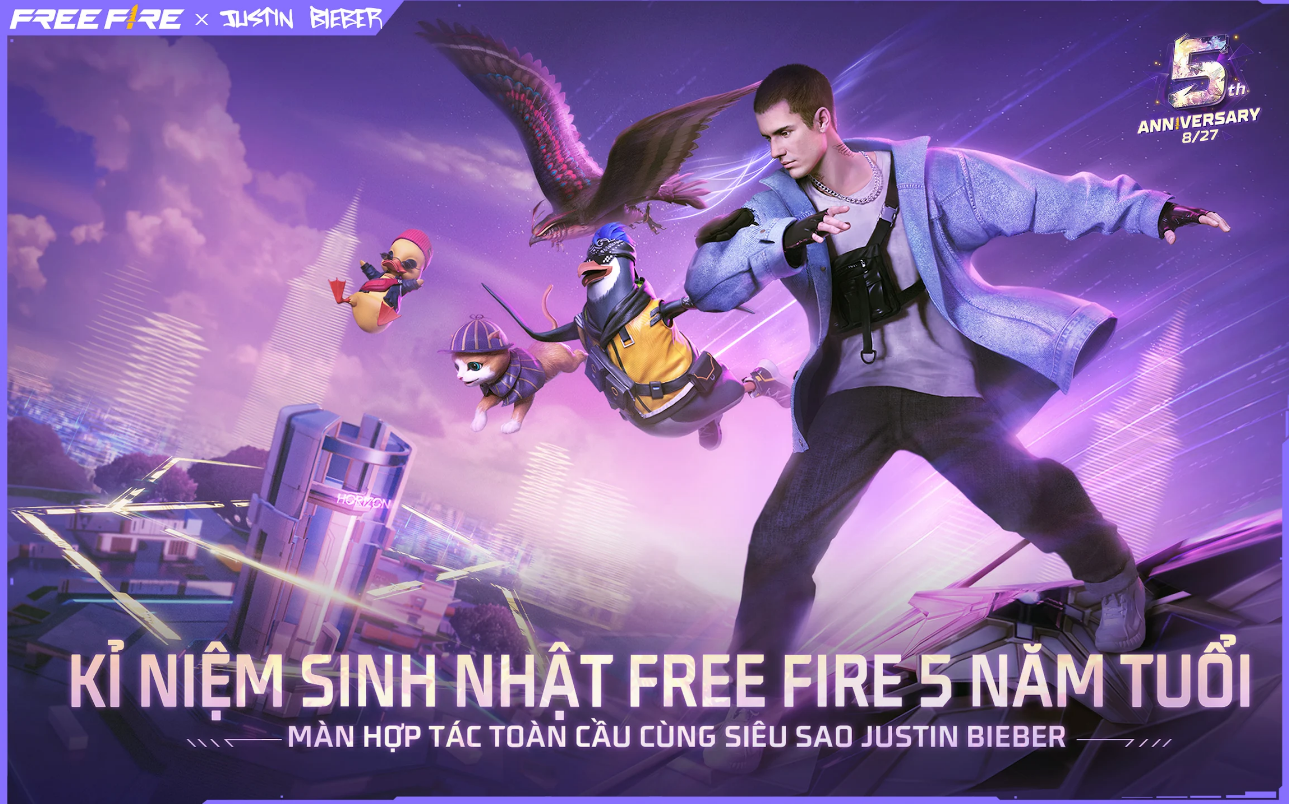 FREE FIRE × JUSTIN BIEBER
5th
ANNIVERSARY
8/27
HORIZON
KỈ NIỆM SINH NHẬT FREE FIRE 5 NĂM TUỔI
MÀN HỢP TÁC TOÀN CẦU CÙNG SIÊU SAO JUSTIN BIEBER